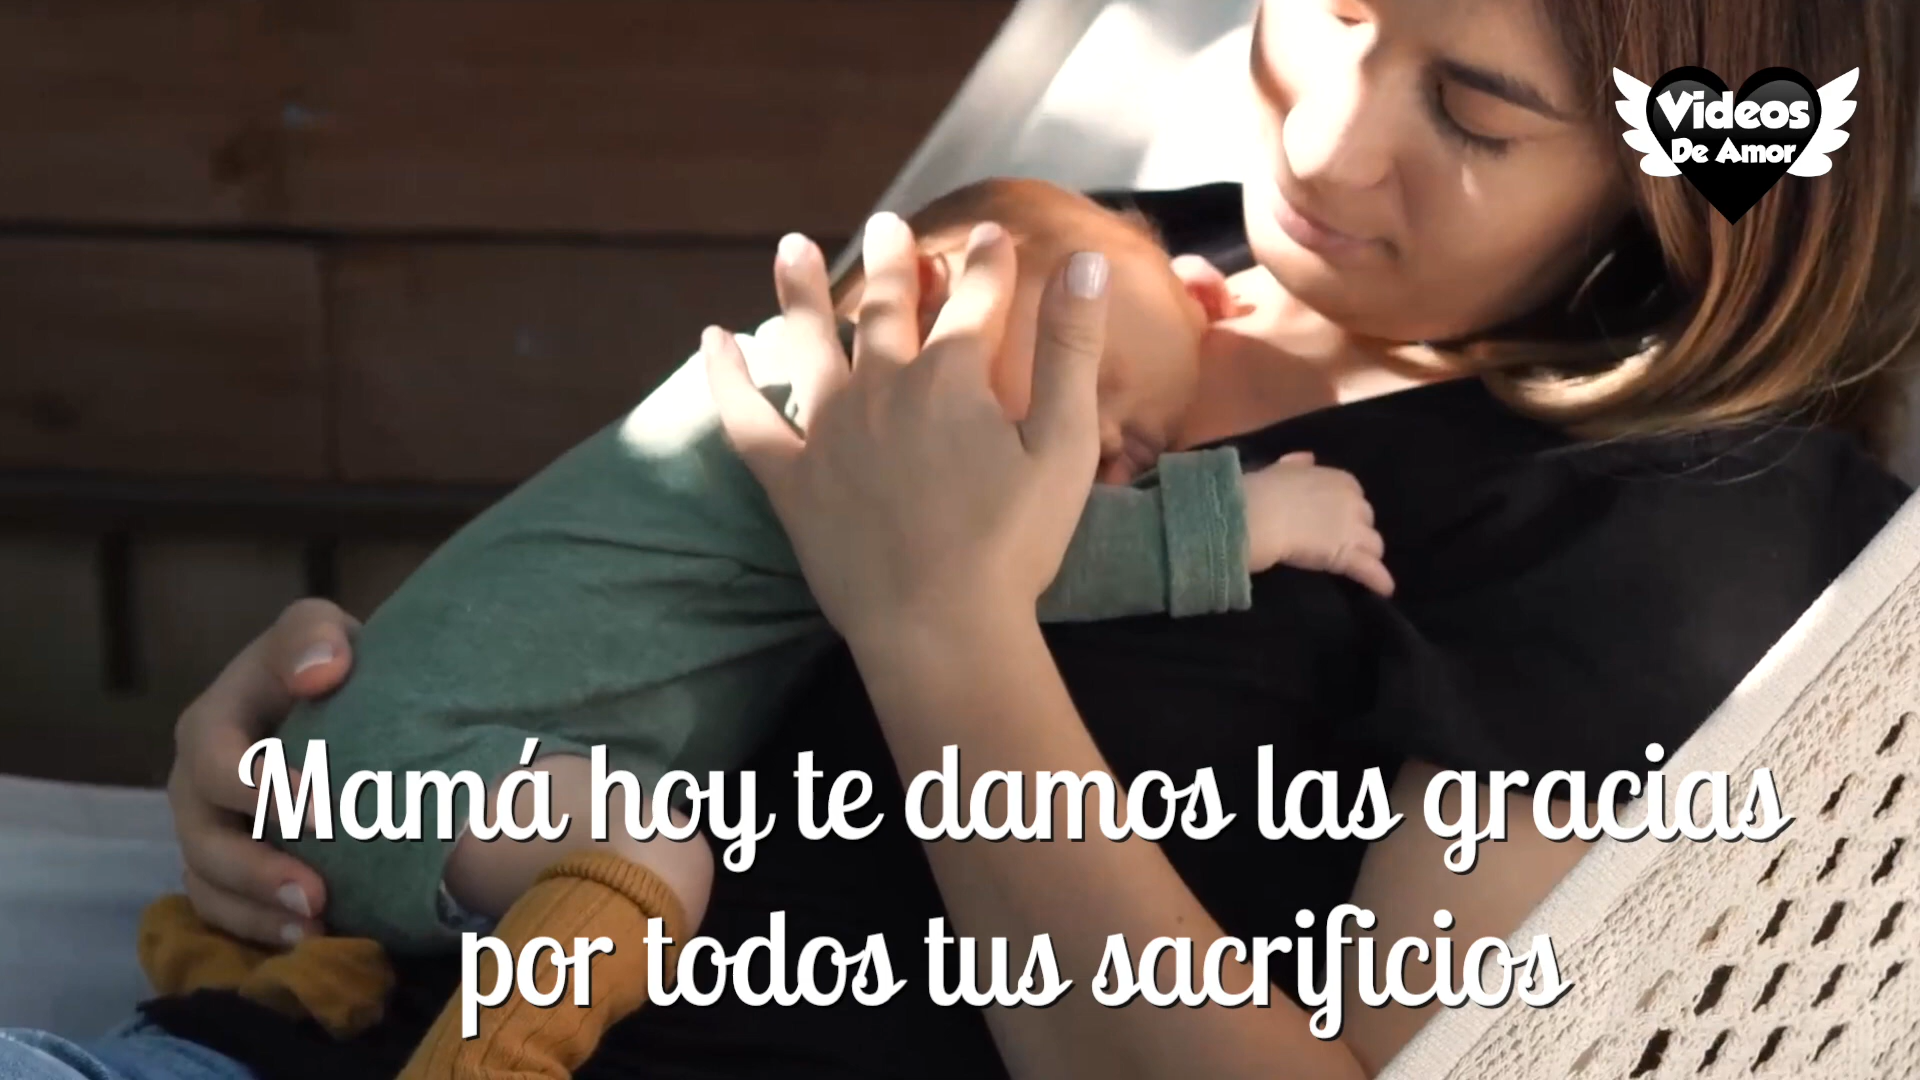 Videos
De Amor
Mamá hoy te damos las gracias
por todos tus sacrificios